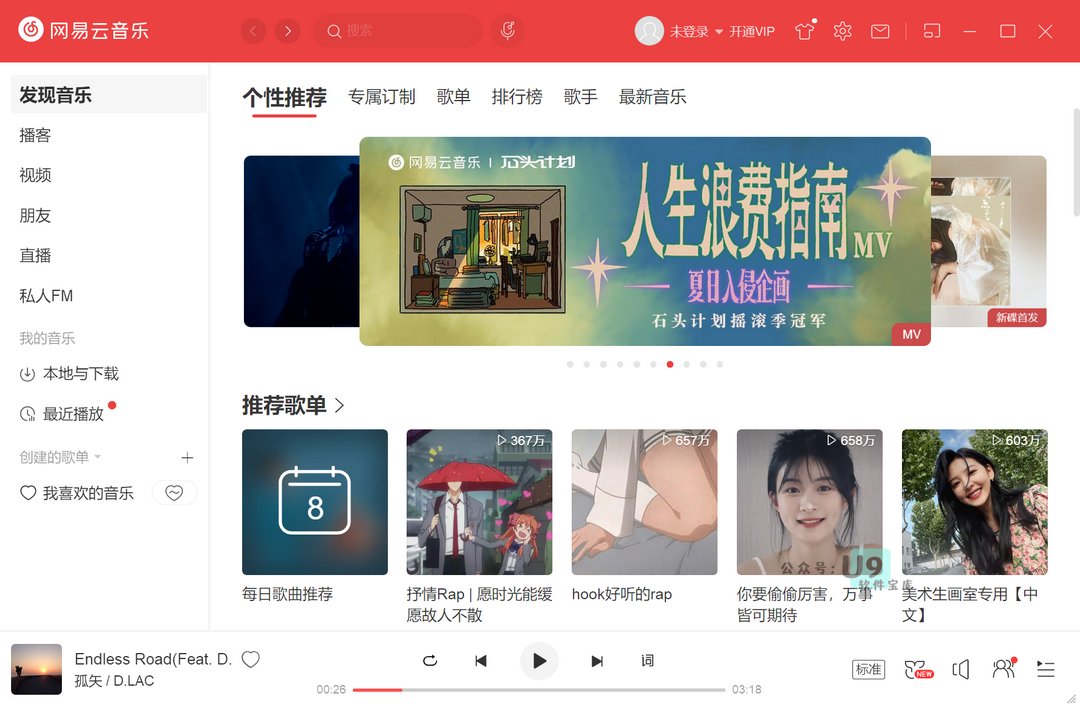 网易云音乐
搜索
未登录
开通VIP
发现音乐
播客
视频
朋友
直播
私人FM
我的音乐
本地与下载
最近播放
创建的歌单
我喜欢的音乐
个性推荐
专属订制
歌单
排行榜
歌手
最新音乐
网易云音乐 | 石头计划
人生浪费指南MV
夏日入侵企画
石头计划摇滚季冠军
MV
新碟首发
推荐歌单
8
367万
657万
658万
603万
公众号: U9
软件宝库
每日歌曲推荐
抒情Rap | 愿时光能缓
愿故人不散
hook好听的rap
你要偷偷厉害，万事
皆可期待
美术生画室专用【中
文】
Endless Road(Feat. D.
孤矢 / D.LAC
词
00:26
03:18
标准
NEW